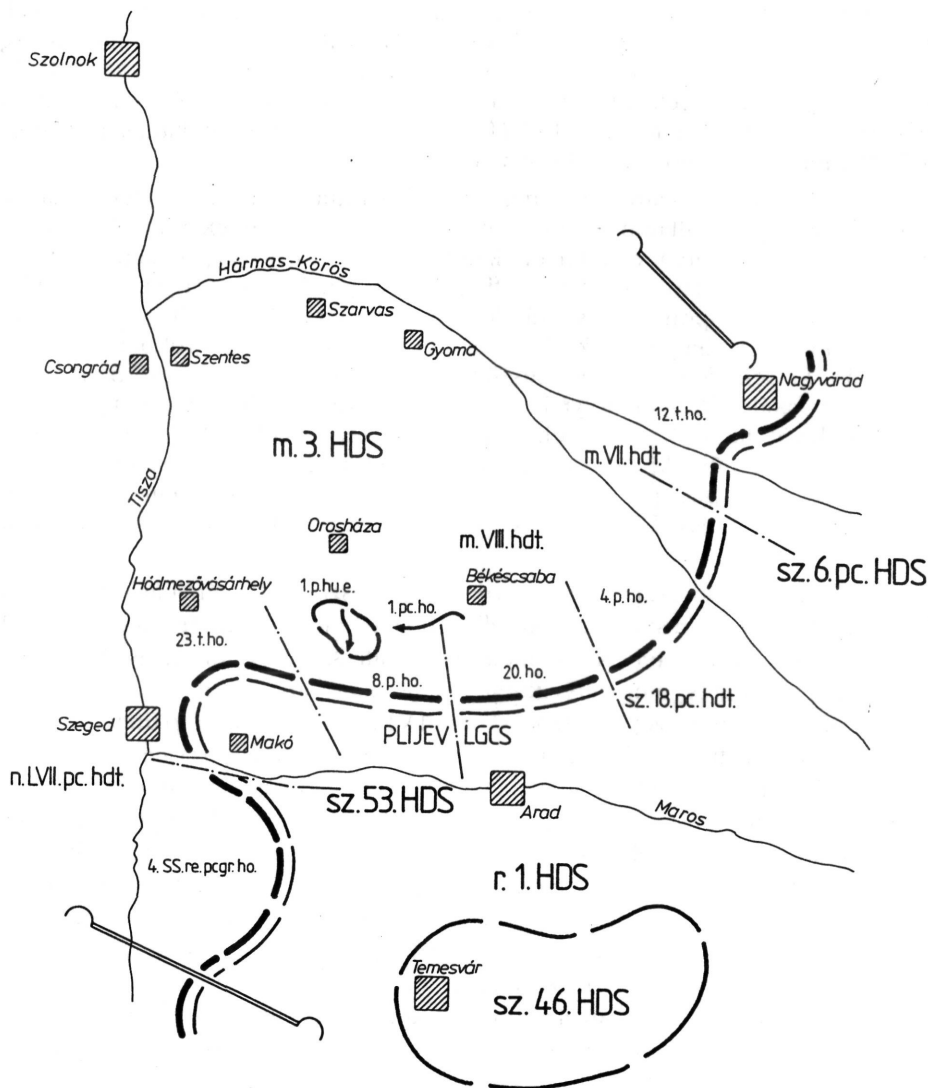 Szolnok
Hármas-Körös
Szarvas
Gyoma
Csongrád
Szentes
Nagyvárad
12.t.ho.
m.VII.hdt.
m.3.HDS
Tisza
Orosháza
m.VIII.hdt.
sz.6.pc.HDS
Hódmezővásárhely
1.p.hu.e.
1.pc.ho.
Békéscsaba
4.p.ho.
23.t.ho.
8.p.ho.
20.ho.
sz.18.pc.hdt.
Szeged
Makó
PLIJEV LGCS
n.LVII.pc.hdt.
sz.53.HDS
Arad
Maros
4.SS.re.pcgr.ho.
r.1.HDS
Temesvár
sz.46.HDS